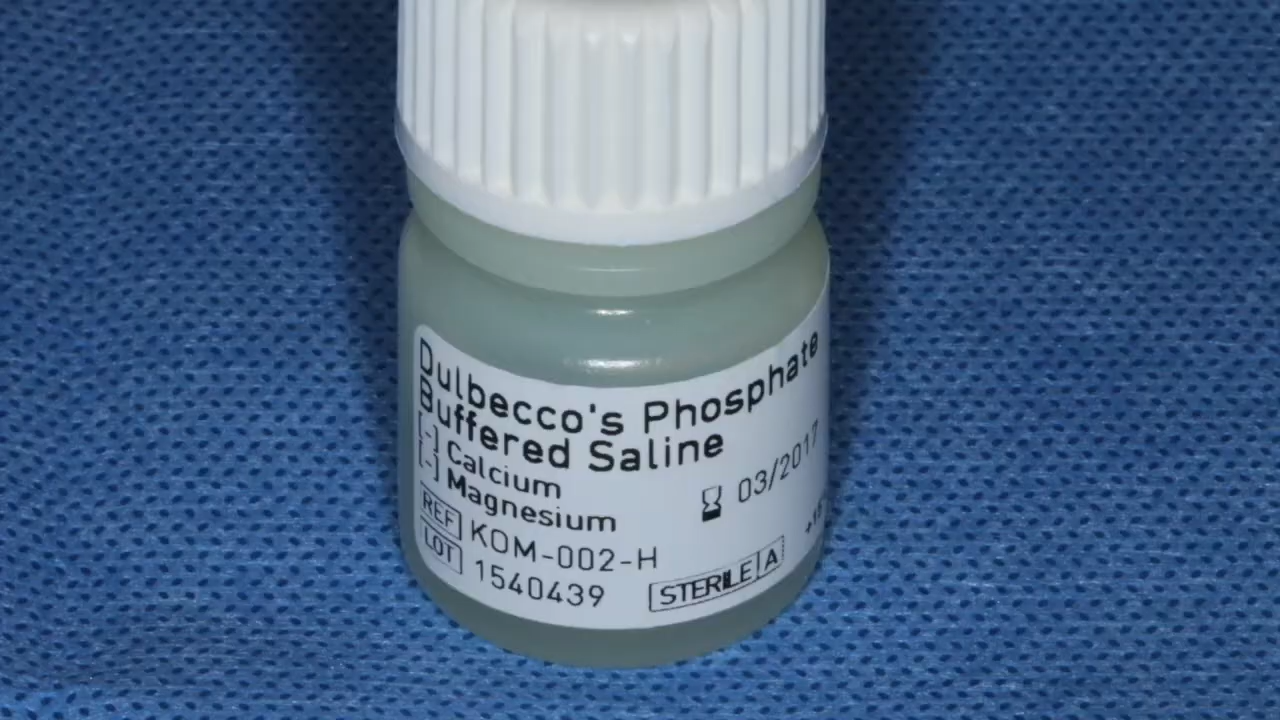 Dulbecco's Phosphate
Buffered Saline
[-] Calcium
[-] Magnesium
03/2017
REF KOM-002-H
LOT 1540439
STERILE A